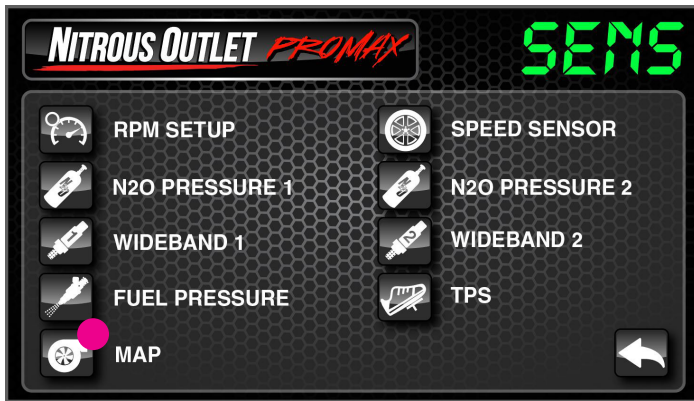 NITROUS OUTLET PROMAX
SENS
RPM SETUP
SPEED SENSOR
N2O PRESSURE 1
N2O PRESSURE 2
WIDEBAND 1
WIDEBAND 2
FUEL PRESSURE
TPS
MAP